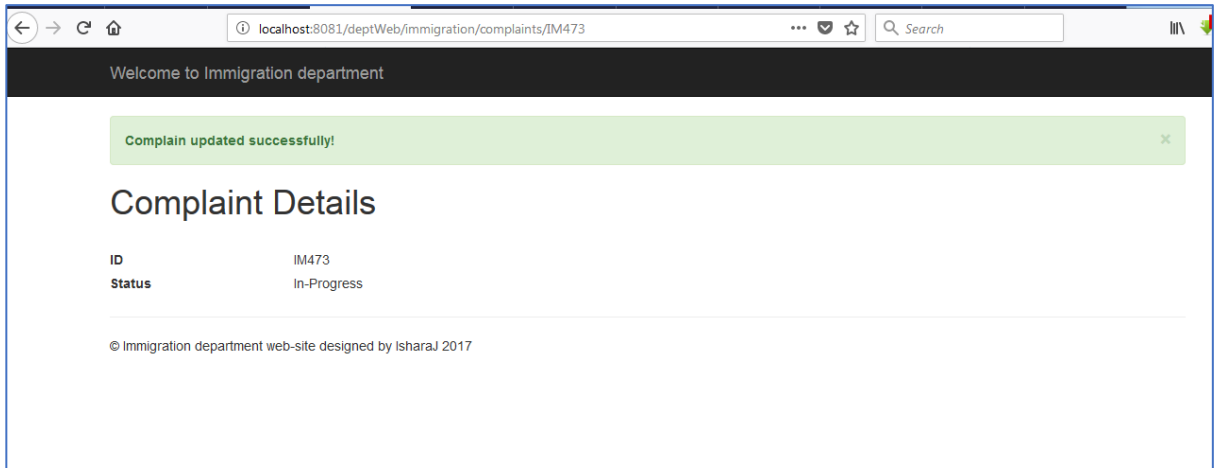 localhost:8081/deptWeb/immigration/complaints/IM473
Search
Welcome to Immigration department
Complain updated successfully!
×
Complaint Details
ID IM473
Status In-Progress
© Immigration department web-site designed by IsharaJ 2017